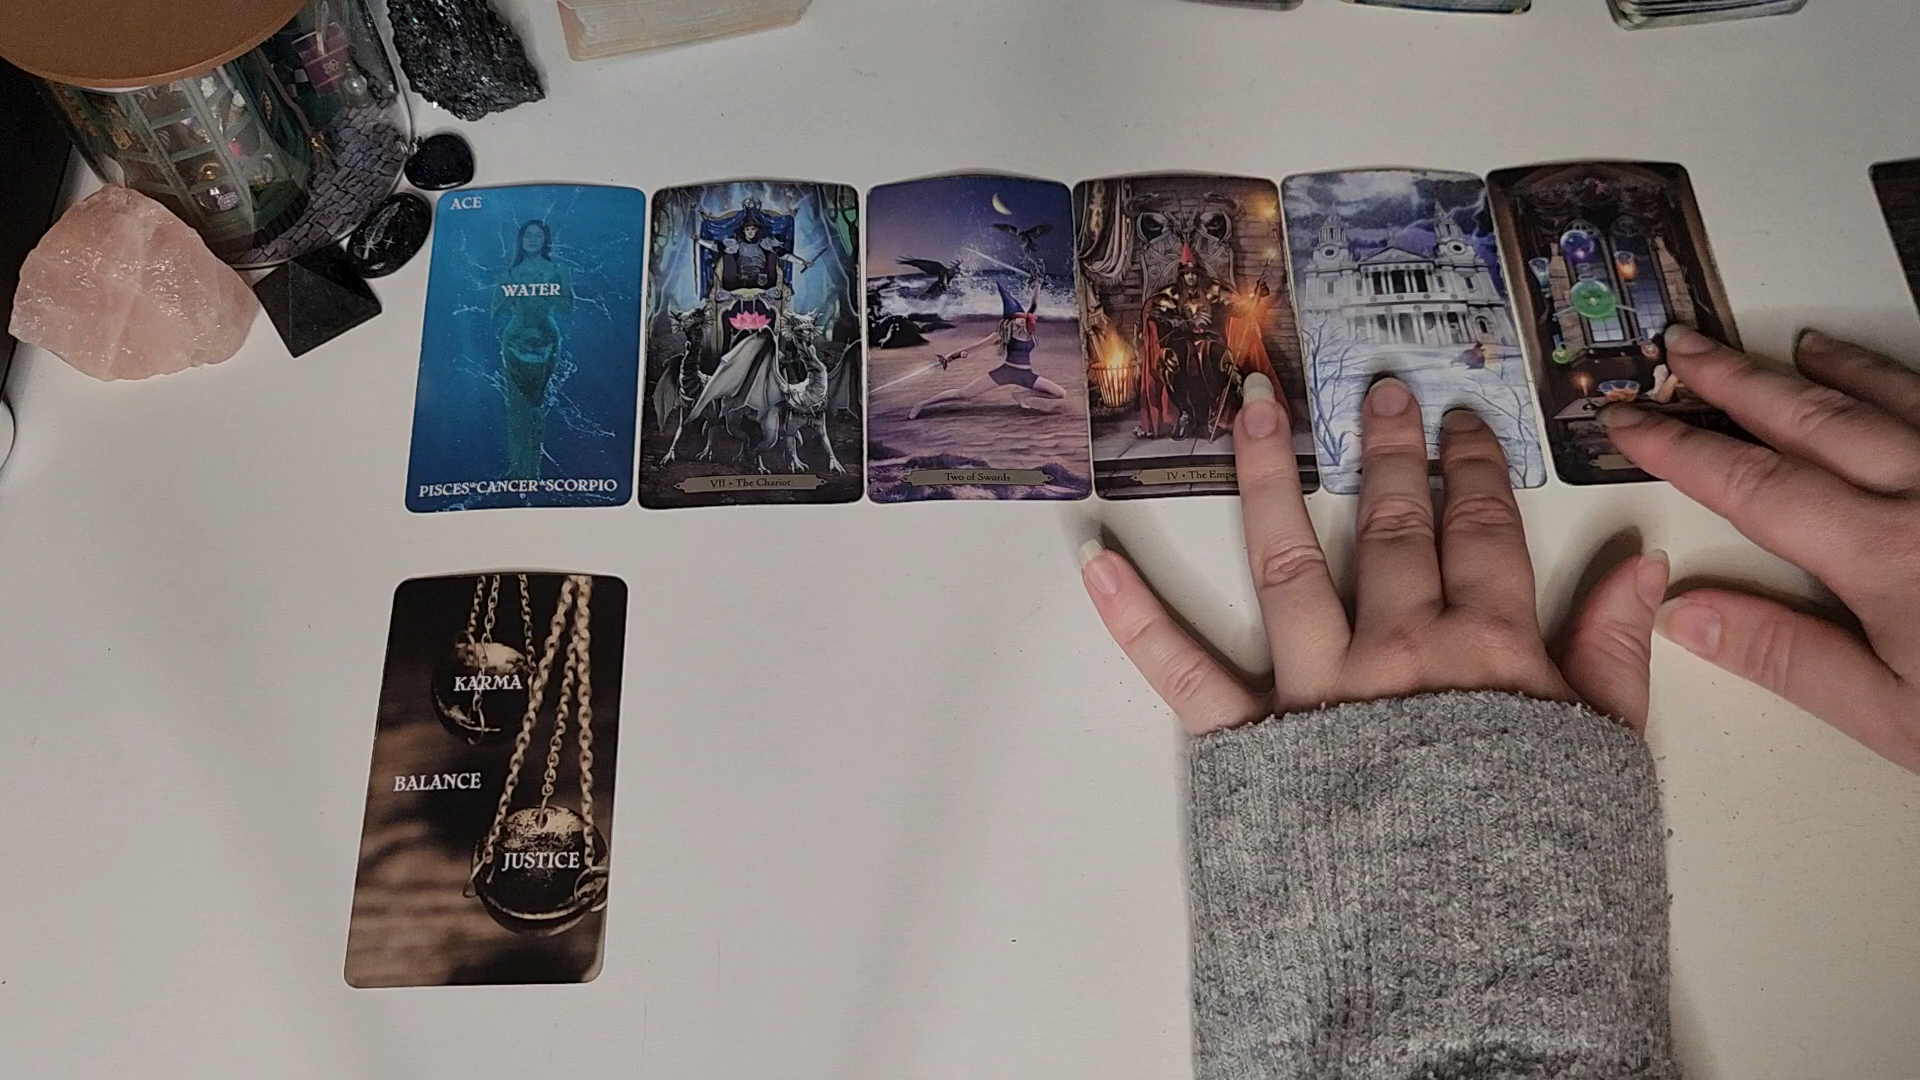 ACE
WATER
PISCES*CANCER*SCORPIO
VII • The Chariot
Two of Swords
IV • The Empe
KARMA
BALANCE
JUSTICE